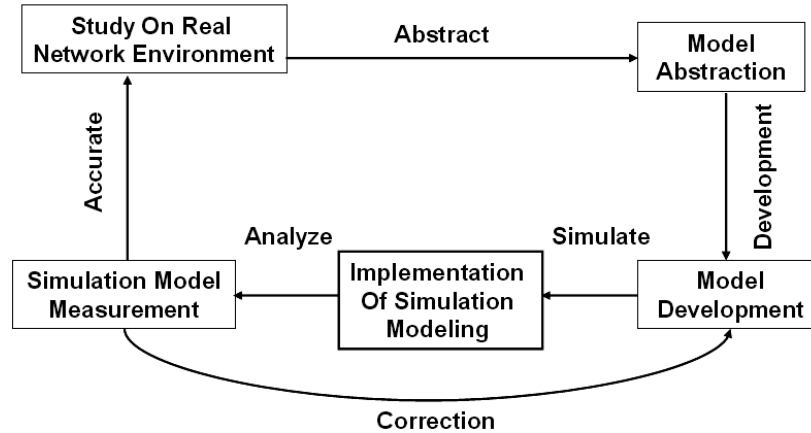 Study On Real
Network Environment
Abstract
Model
Abstraction
Accurate
Development
Analyze
Simulate
Simulation Model
Measurement
Implementation
Of Simulation
Modeling
Model
Development
Correction